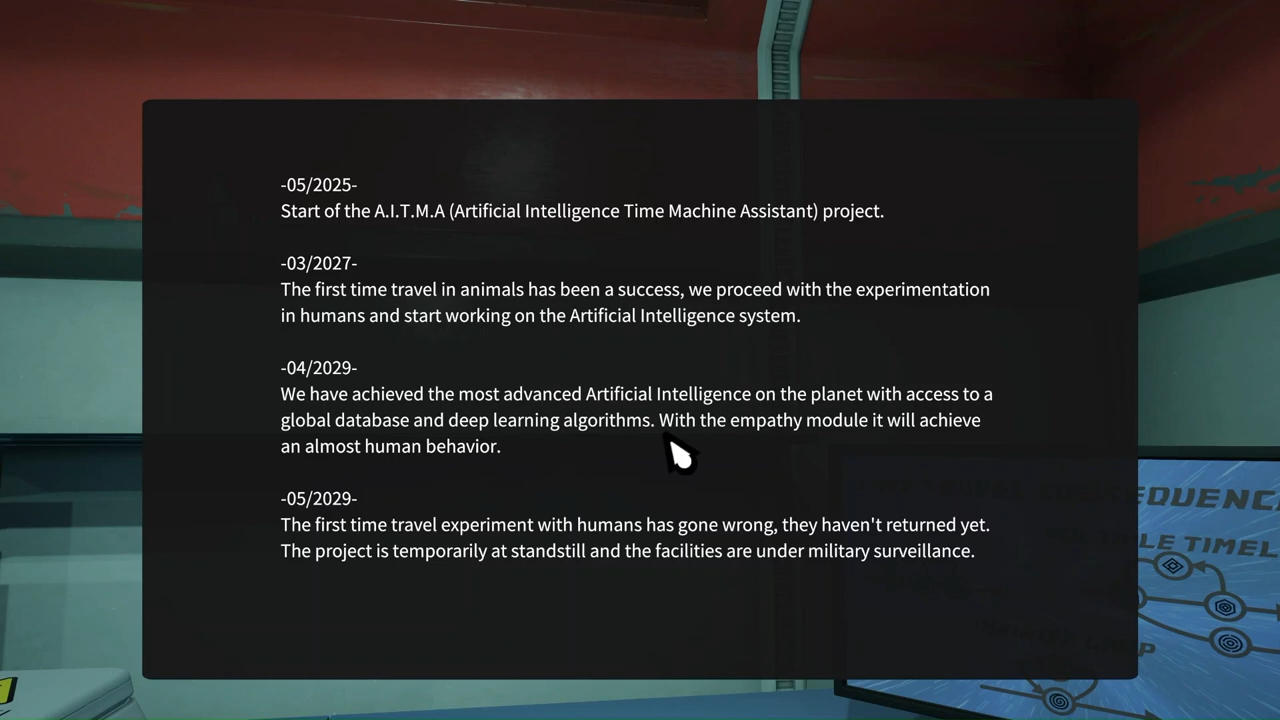 -05/2025-
Start of the A.I.T.M.A (Artificial Intelligence Time Machine Assistant) project.
-03/2027-
The first time travel in animals has been a success, we proceed with the experimentation
in humans and start working on the Artificial Intelligence system.
-04/2029-
We have achieved the most advanced Artificial Intelligence on the planet with access to a
global database and deep learning algorithms. With the empathy module it will achieve
an almost human behavior.
-05/2029-
The first time travel experiment with humans has gone wrong, they haven't returned yet.
The project is temporarily at standstill and the facilities are under military surveillance.